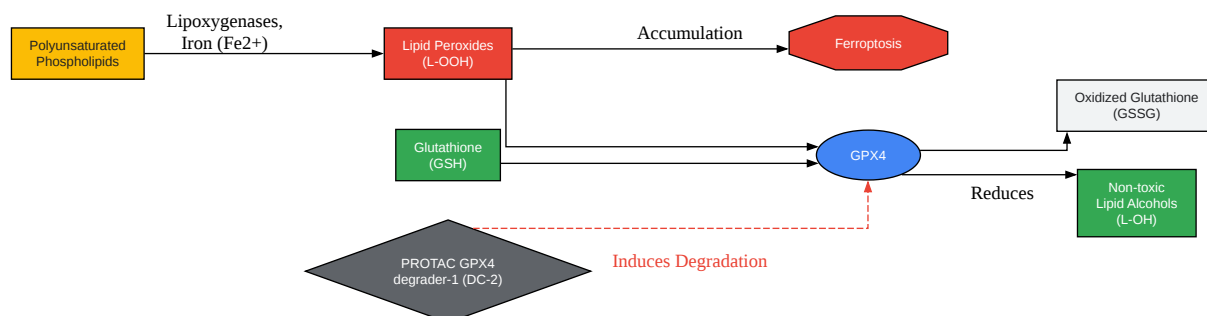 Lipoxygenases,
Iron (Fe2+)
Polyunsaturated
Phospholipids
Lipid Peroxides
(L-OOH)
Accumulation
Ferroptosis
Oxidized Glutathione
(GSSG)
Glutathione
(GSH)
GPX4
Reduces
Non-toxic
Lipid Alcohols
(L-OH)
PROTAC GPX4
degrader-1 (DC-2)
Induces Degradation